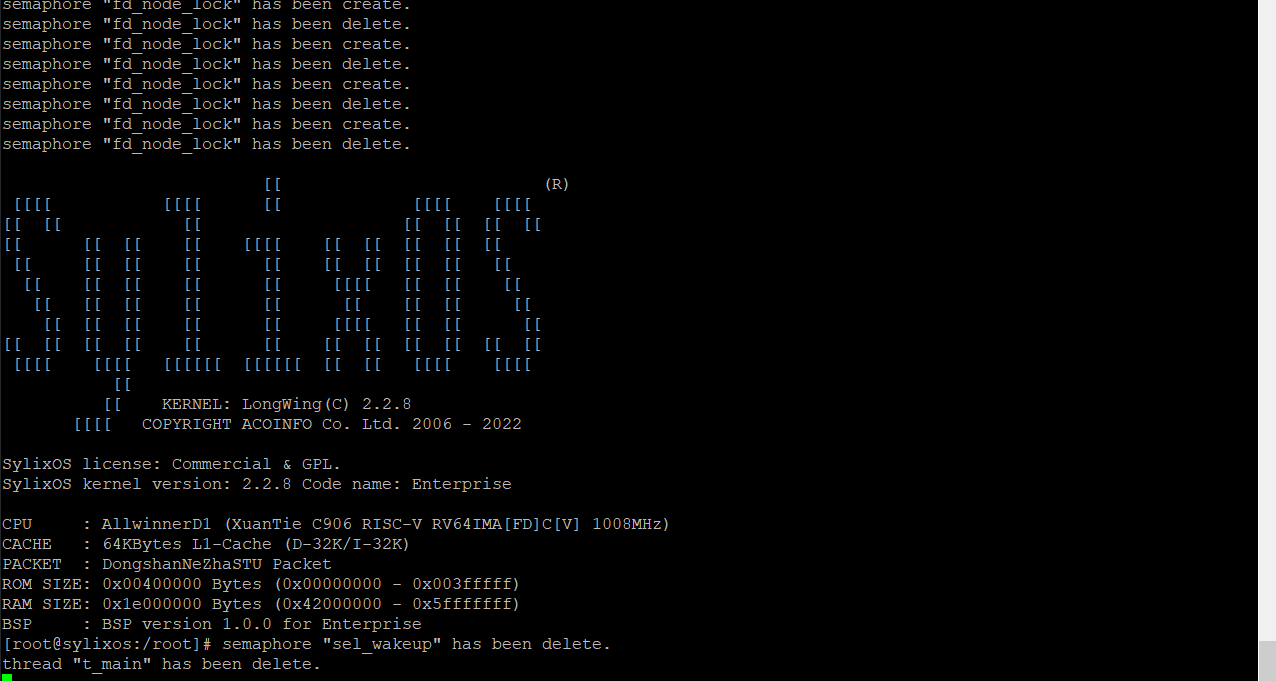 semaphore "fd_node_lock" has been create.
semaphore "fd_node_lock" has been delete.
semaphore "fd_node_lock" has been create.
semaphore "fd_node_lock" has been delete.
semaphore "fd_node_lock" has been create.
semaphore "fd_node_lock" has been delete.
semaphore "fd_node_lock" has been create.
semaphore "fd_node_lock" has been delete.
                          [[                          (R)
 [[[[           [[[[      [[             [[[[    [[[[
[[  [[            [[                    [[  [[  [[  [[
[[      [[  [[    [[    [[[[    [[  [[  [[  [[  [[
 [[     [[  [[    [[      [[    [[  [[  [[  [[   [[
  [[    [[  [[    [[      [[     [[[[   [[  [[    [[
   [[   [[  [[    [[      [[      [[    [[  [[     [[
    [[  [[  [[    [[      [[     [[[[   [[  [[      [[
[[  [[  [[  [[    [[      [[    [[  [[  [[  [[  [[  [[
 [[[[    [[[[   [[[[[[  [[[[[[  [[  [[   [[[[    [[[[
           [[
          [[    KERNEL: LongWing(C) 2.2.8
       [[[[   COPYRIGHT ACOINFO Co. Ltd. 2006 - 2022
SylixOS license: Commercial & GPL.
SylixOS kernel version: 2.2.8 Code name: Enterprise
CPU     : AllwinnerD1 (XuanTie C906 RISC-V RV64IMA[FD]C[V] 1008MHz)
CACHE   : 64KBytes L1-Cache (D-32K/I-32K)
PACKET  : DongshanNeZhaSTU Packet
ROM SIZE: 0x00400000 Bytes (0x00000000 - 0x003fffff)
RAM SIZE: 0x1e000000 Bytes (0x42000000 - 0x5fffffff)
BSP     : BSP version 1.0.0 for Enterprise
[root@sylixos:/root]# semaphore "sel_wakeup" has been delete.
thread "t_main" has been delete.